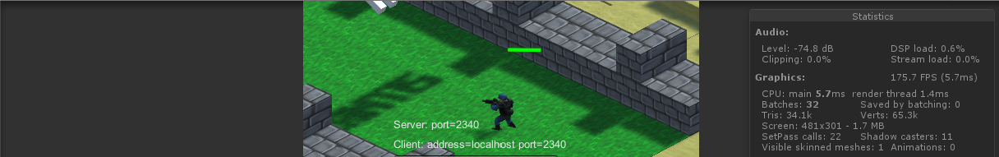 Server: port=2340
Client: address=localhost port=2340
Statistics
Audio:
Level: -74.8 dB DSP load: 0.6%
Clipping: 0.0% Stream load: 0.0%
Graphics: 175.7 FPS (5.7ms)
CPU: main 5.7ms render thread 1.4ms
Batches: 32 Saved by batching: 0
Tris: 34.1k Verts: 65.3k
Screen: 481x301 - 1.7 MB
SetPass calls: 22 Shadow casters: 11
Visible skinned meshes: 1 Animations: 0